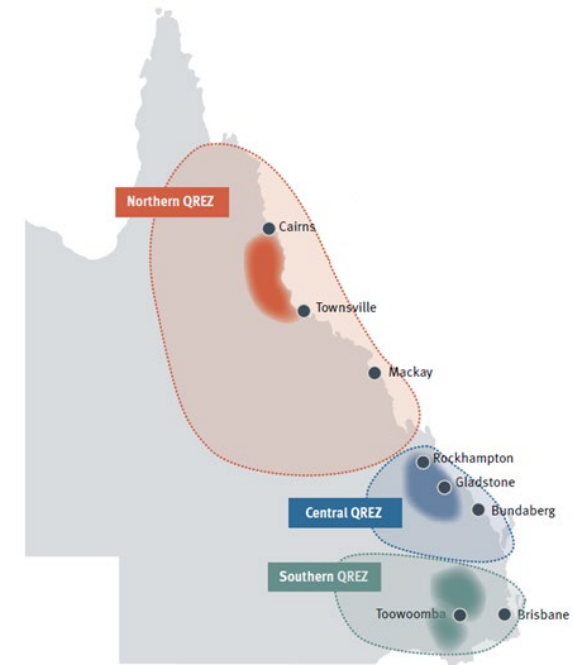 Northern QREZ
Cairns
Townsville
Mackay
Rockhampton
Gladstone
Central QREZ
Bundaberg
Southern QREZ
Toowoomba
Brisbane